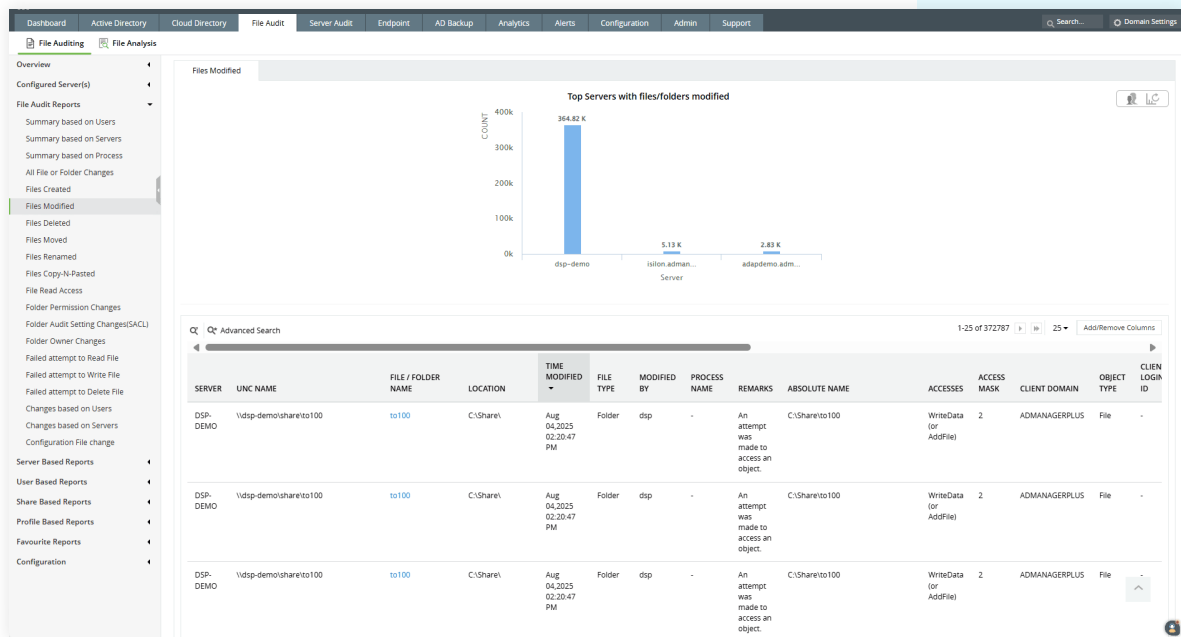 Dashboard Active Directory Cloud Directory File Audit Server Audit Endpoint AD Backup Analytics Alerts Configuration Admin Support Search... Domain Settings
File Auditing File Analysis
Overview
Configured Server(s)
File Audit Reports
Summary based on Users
Summary based on Servers
Summary based on Process
All File or Folder Changes
Files Created
Files Modified
Files Deleted
Files Moved
Files Renamed
Files Copy-N-Pasted
File Read Access
Folder Permission Changes
Folder Audit Setting Changes(SACL)
Folder Owner Changes
Failed attempt to Read File
Failed attempt to Write File
Failed attempt to Delete File
Changes based on Users
Changes based on Servers
Configuration File change
Server Based Reports
User Based Reports
Share Based Reports
Profile Based Reports
Favourite Reports
Configuration
Files Modified
Top Servers with files/folders modified
COUNT
400k
300k
200k
100k
0k
364.82 K
5.13 K
2.83 K
dsp-demo isilon.adman... adapdemo.adm...
Server
Advanced Search
1-25 of 372787 25 Add/Remove Columns
SERVER UNC NAME FILE / FOLDER NAME LOCATION TIME MODIFIED FILE TYPE MODIFIED BY PROCESS NAME REMARKS ABSOLUTE NAME ACCESSES ACCESS MASK CLIENT DOMAIN OBJECT TYPE CLIEN LOGIN ID
DSP-DEMO \\dsp-demo\share\to100 to100 C:\Share\ Aug 04,2025 02:20:47 PM Folder dsp - An attempt was made to access an object. C:\Share\to100 WriteData (or AddFile) 2 ADMANAGERPLUS File -
DSP-DEMO \\dsp-demo\share\to100 to100 C:\Share\ Aug 04,2025 02:20:47 PM Folder dsp - An attempt was made to access an object. C:\Share\to100 WriteData (or AddFile) 2 ADMANAGERPLUS File -
DSP-DEMO \\dsp-demo\share\to100 to100 C:\Share\ Aug 04,2025 02:20:47 PM Folder dsp - An attempt was made to access an object. C:\Share\to100 WriteData (or AddFile) 2 ADMANAGERPLUS File -